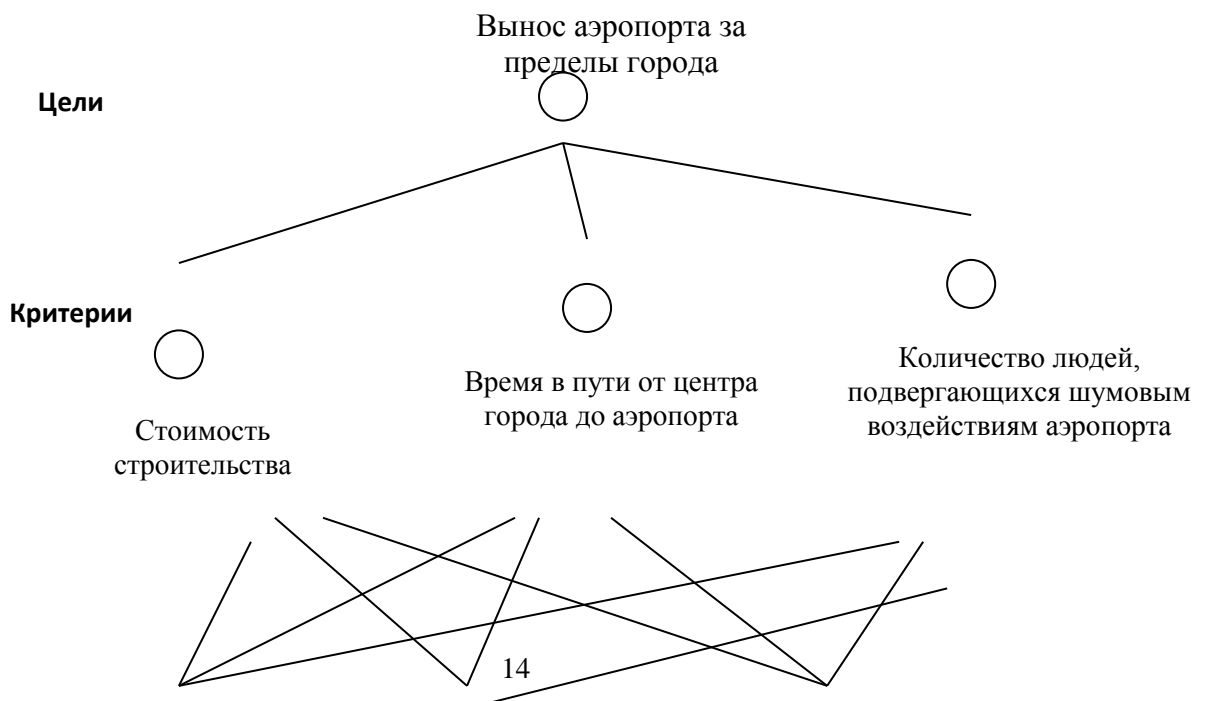 Вынос аэропорта за
пределы города
Цели
Критерии
Стоимость
строительства
Время в пути от центра
города до аэропорта
Количество людей,
подвергающихся шумовым
воздействиям аэропорта
14